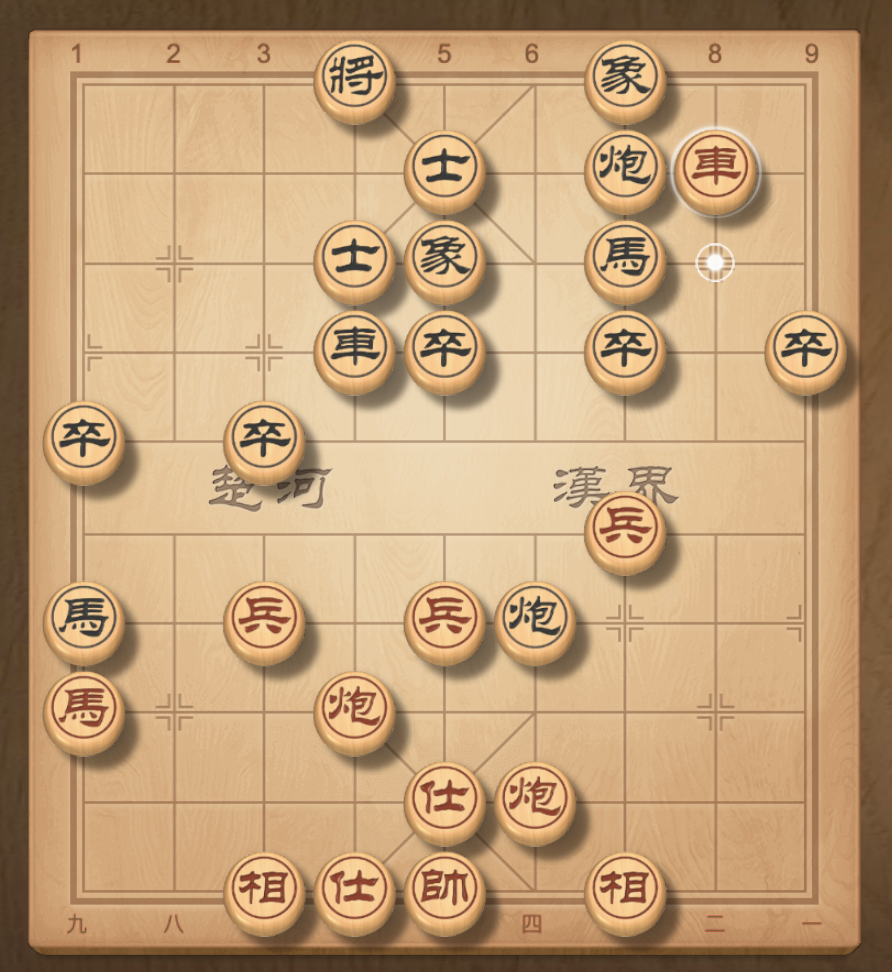 1 2 3 5 6 8 9
將 象
士 炮 車
士 象 馬
車 卒 卒 卒
卒 卒
楚河 漢界
兵
馬 兵 兵 炮
馬 炮
仕 炮
相 仕 帥 相
九 八 四 二 一